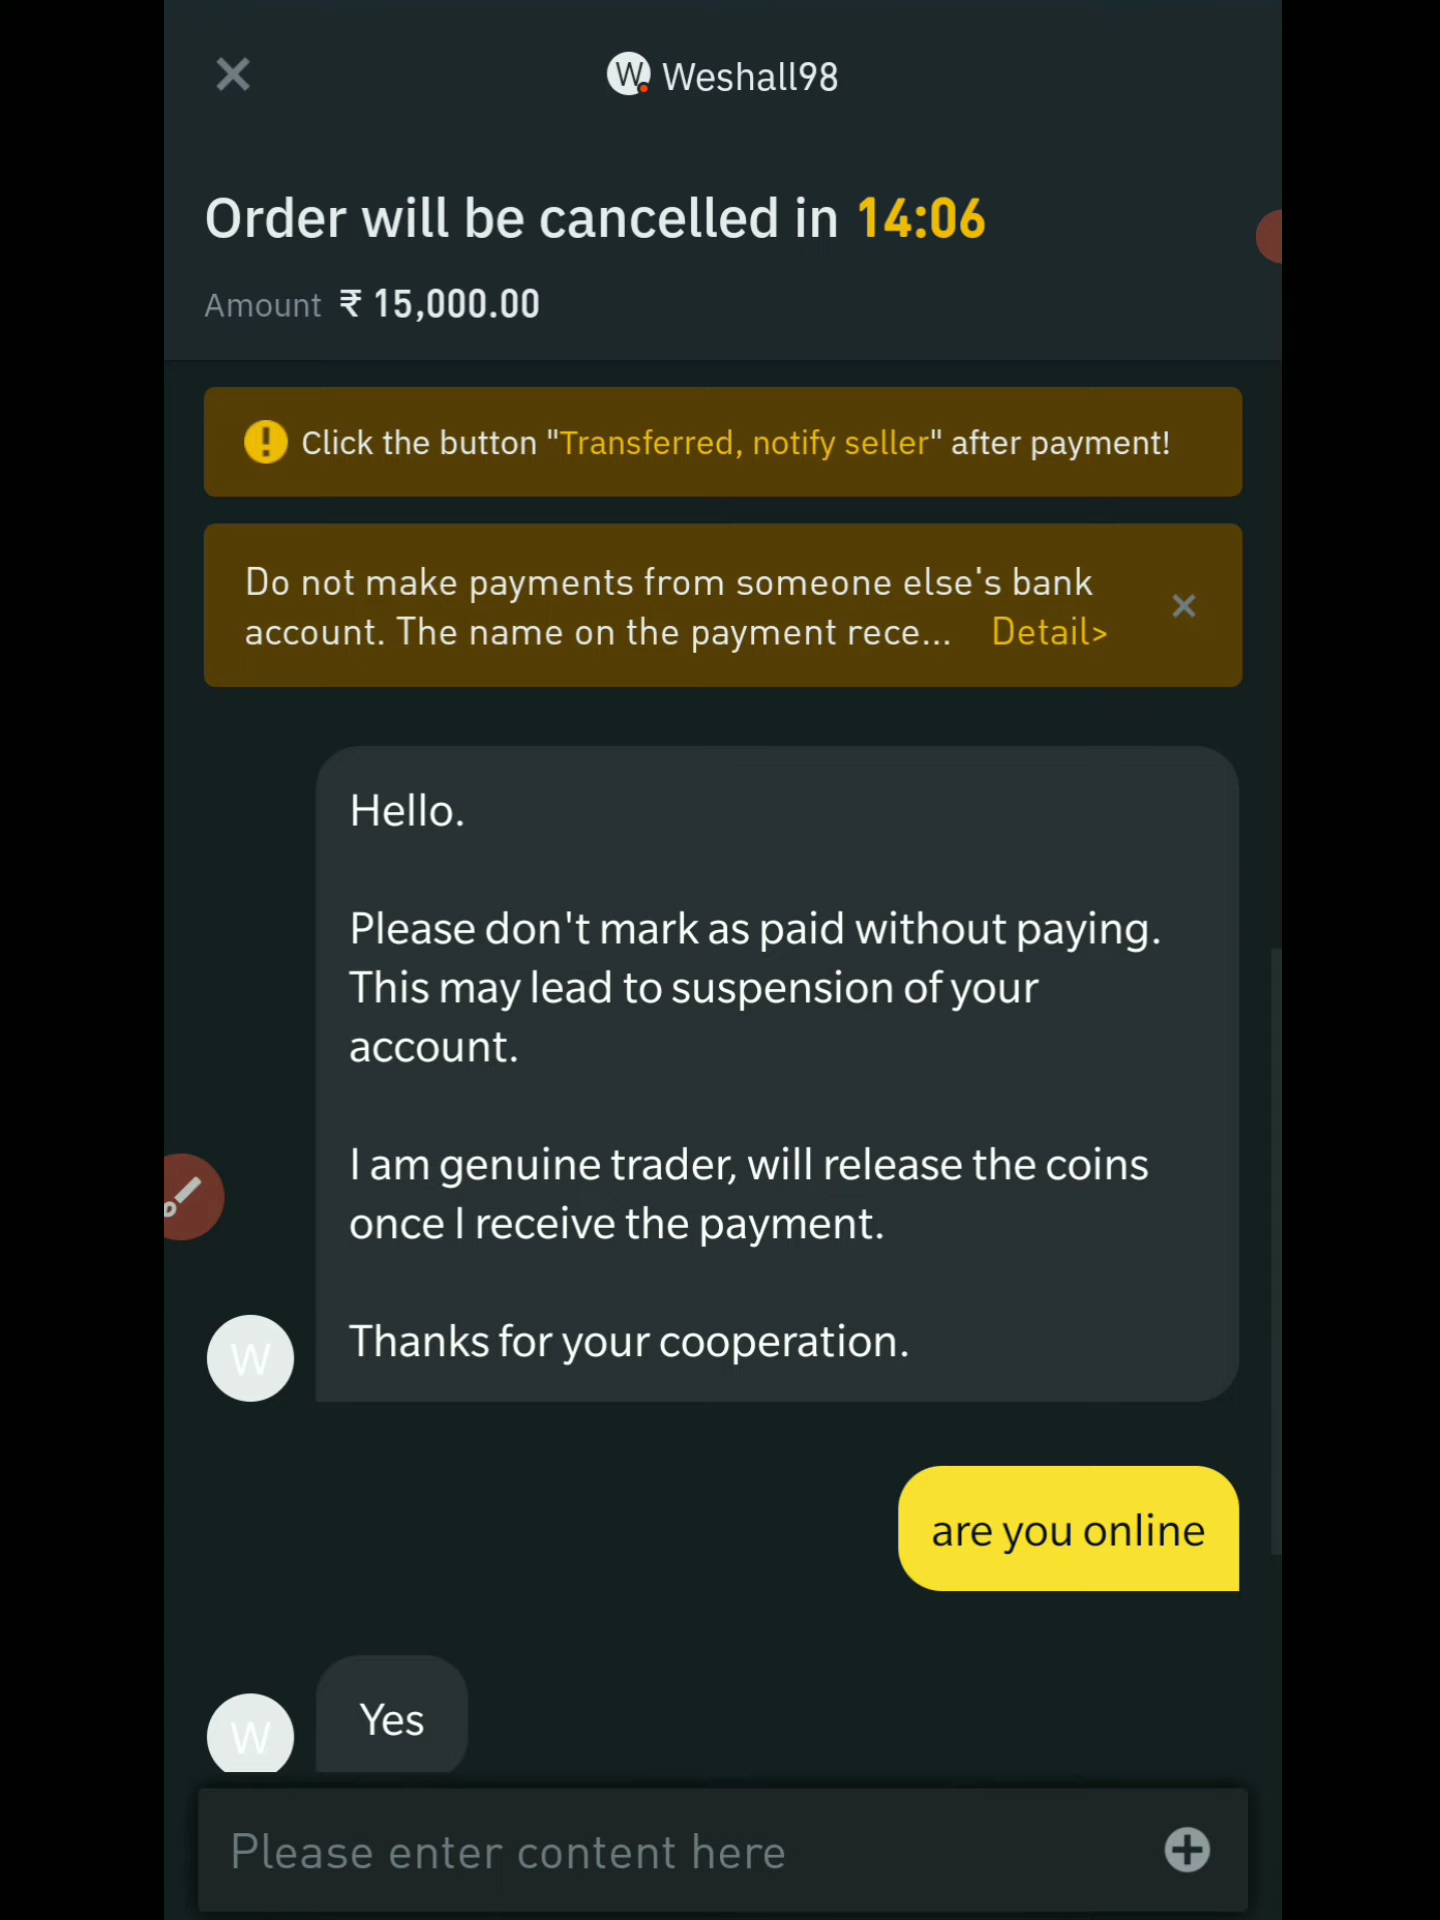 W Weshall98
Order will be cancelled in 14:06
Amount ₹ 15,000.00
Click the button "Transferred, notify seller" after payment!
Do not make payments from someone else's bank
account. The name on the payment rece... Detail>
Hello.
Please don't mark as paid without paying.
This may lead to suspension of your
account.
I am genuine trader, will release the coins
once I receive the payment.
Thanks for your cooperation.
W
are you online
Yes
W
Please enter content here